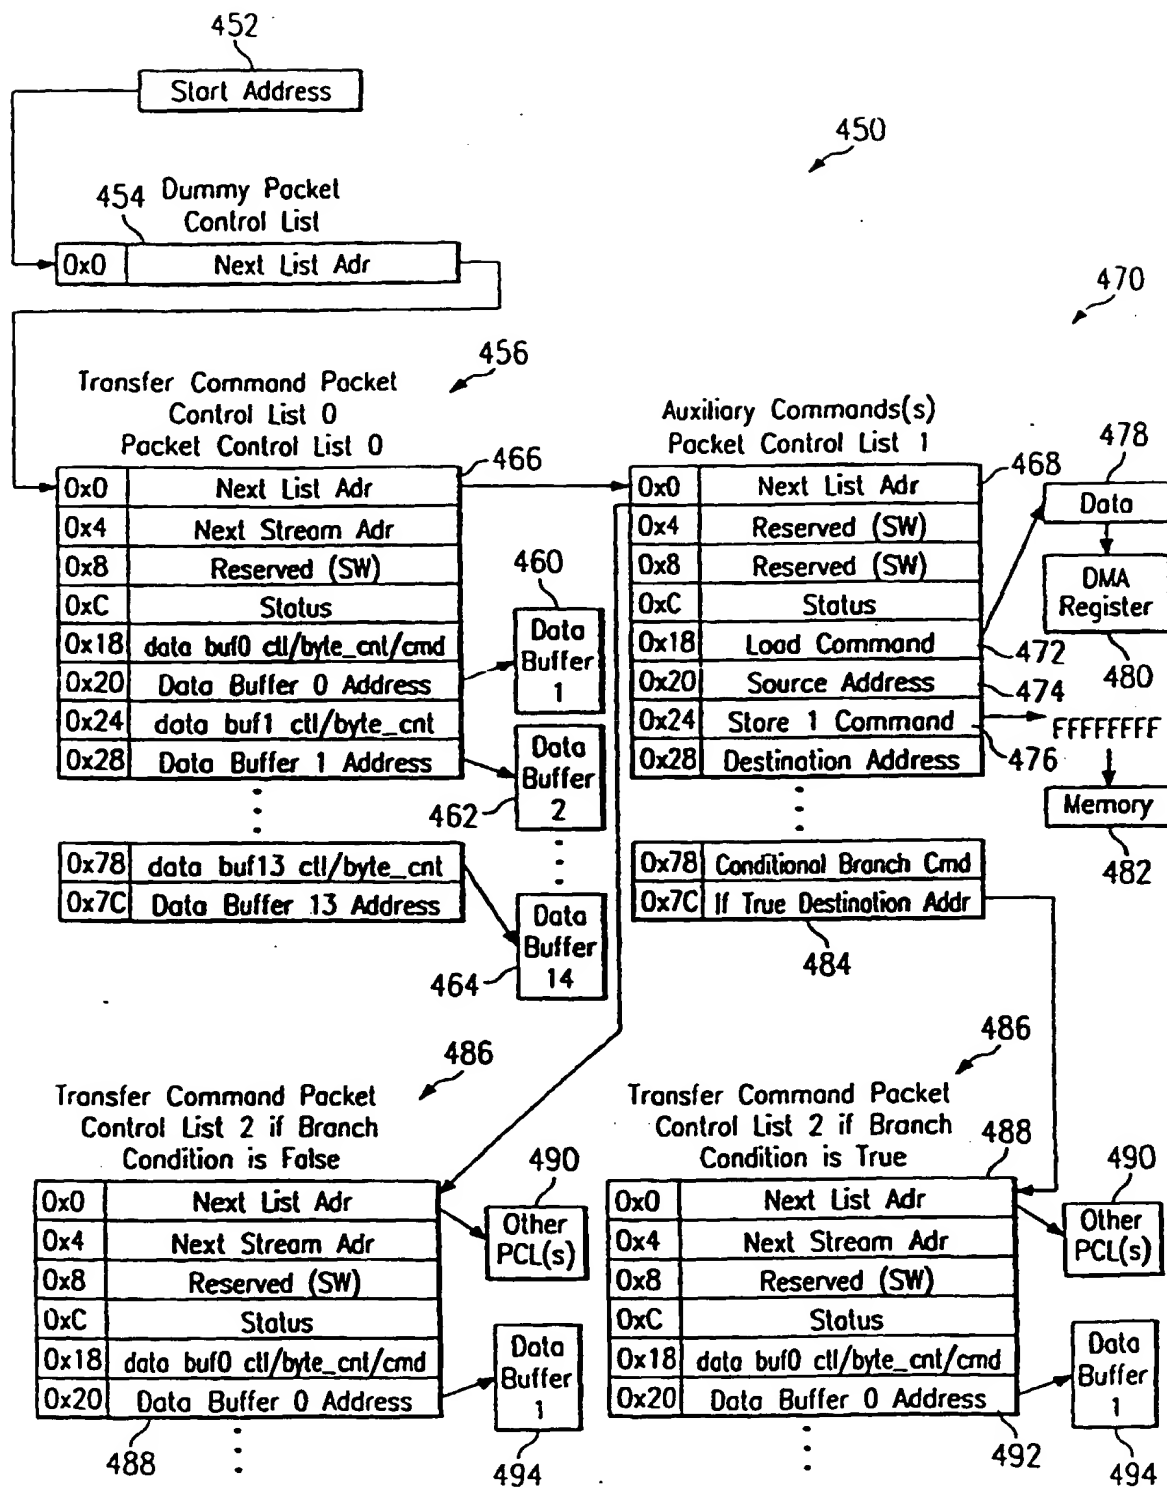 452
Start Address
450
454
Dummy Packet
Control List
0x0 Next List Adr
470
456
Transfer Command Packet
Control List 0
Packet Control List 0
466
0x0 Next List Adr
0x4 Next Stream Adr
0x8 Reserved (SW)
0xC Status
0x18 data buf0 ctl/byte_cnt/cmd
0x20 Data Buffer 0 Address
0x24 data buf1 ctl/byte_cnt
0x28 Data Buffer 1 Address
0x78 data buf13 ctl/byte_cnt
0x7C Data Buffer 13 Address
460
Data
Buffer
1
462
Data
Buffer
2
464
Data
Buffer
14
Auxiliary Commands(s)
Packet Control List 1
468
0x0 Next List Adr
0x4 Reserved (SW)
0x8 Reserved (SW)
0xC Status
0x18 Load Command
472
0x20 Source Address
474
0x24 Store 1 Command
476
0x28 Destination Address
0x78 Conditional Branch Cmd
0x7C If True Destination Addr
484
478
Data
DMA
Register
480
FFFFFFFF
Memory
482
486
Transfer Command Packet
Control List 2 if Branch
Condition is False
0x0 Next List Adr
0x4 Next Stream Adr
0x8 Reserved (SW)
0xC Status
0x18 data buf0 ctl/byte_cnt/cmd
0x20 Data Buffer 0 Address
488
490
Other
PCL(s)
Data
Buffer
1
494
486
Transfer Command Packet
Control List 2 if Branch
Condition is True
488
0x0 Next List Adr
0x4 Next Stream Adr
0x8 Reserved (SW)
0xC Status
0x18 data buf0 ctl/byte_cnt/cmd
0x20 Data Buffer 0 Address
492
490
Other
PCL(s)
Data
Buffer
1
494